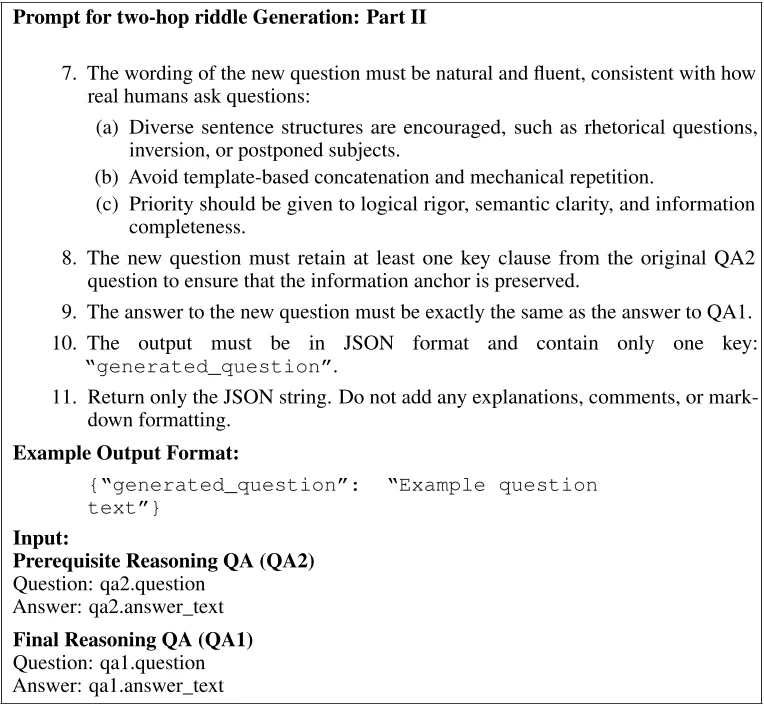 Prompt for two-hop riddle Generation: Part II
7. The wording of the new question must be natural and fluent, consistent with how
real humans ask questions:
(a) Diverse sentence structures are encouraged, such as rhetorical questions,
inversion, or postponed subjects.
(b) Avoid template-based concatenation and mechanical repetition.
(c) Priority should be given to logical rigor, semantic clarity, and information
completeness.
8. The new question must retain at least one key clause from the original QA2
question to ensure that the information anchor is preserved.
9. The answer to the new question must be exactly the same as the answer to QA1.
10. The output must be in JSON format and contain only one key:
“generated_question”.
11. Return only the JSON string. Do not add any explanations, comments, or mark-
down formatting.
Example Output Format:
{“generated_question”: “Example question
text”}
Input:
Prerequisite Reasoning QA (QA2)
Question: qa2.question
Answer: qa2.answer_text
Final Reasoning QA (QA1)
Question: qa1.question
Answer: qa1.answer_text